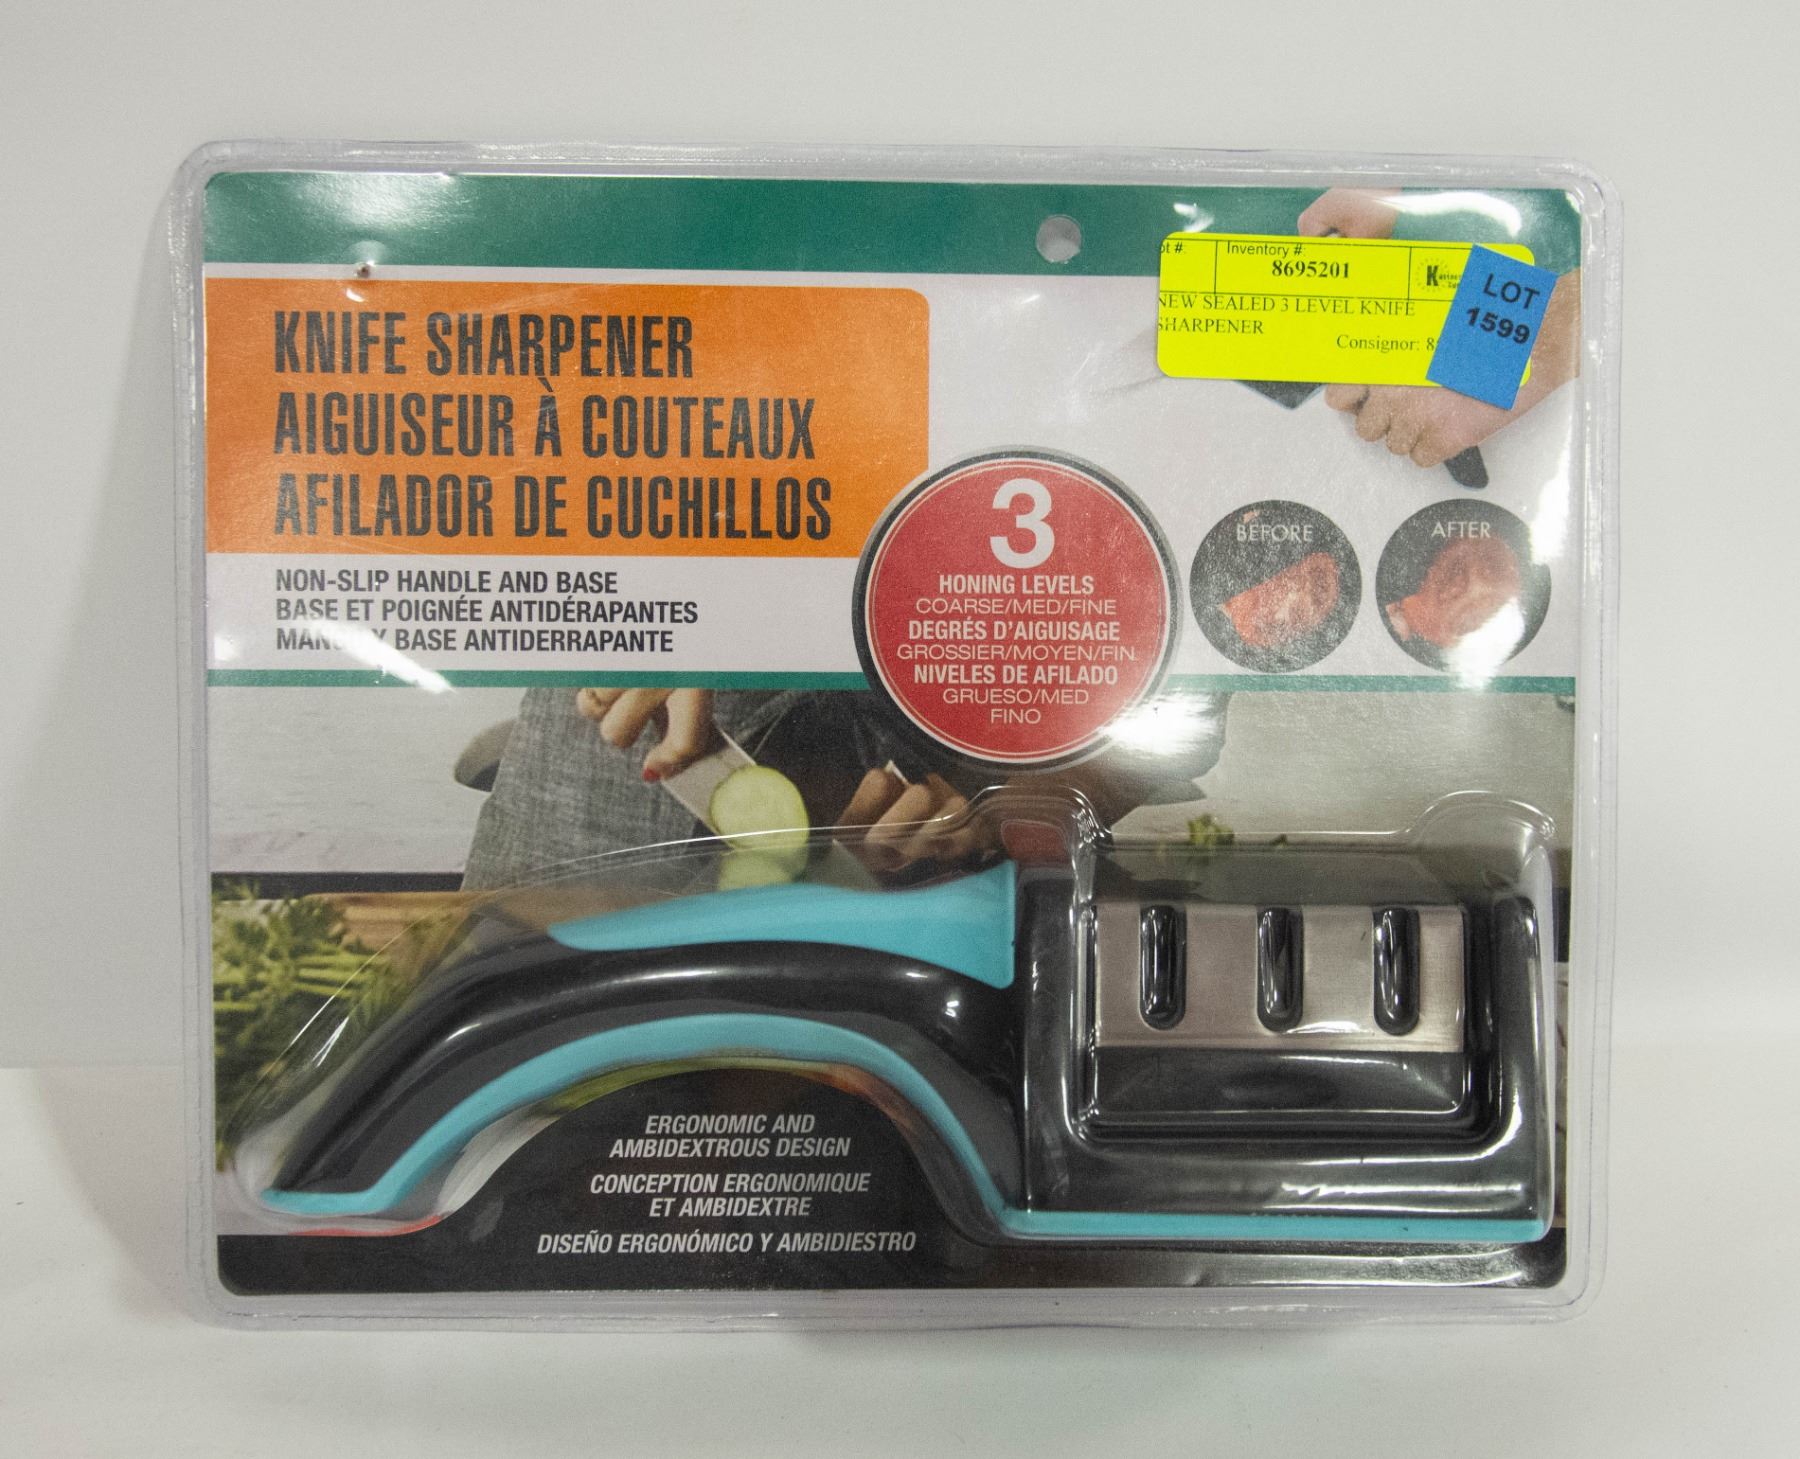 Inventory #:
8695201
NEW SEALED 3 LEVEL KNIFE
SHARPENER
Consignor:
LOT
1599
KNIFE SHARPENER
AIGUISEUR À COUTEAUX
AFILADOR DE CUCHILLOS
NON-SLIP HANDLE AND BASE
BASE ET POIGNÉE ANTIDÉRAPANTES
Y BASE ANTIDERRAPANTE
3
HONING LEVELS
COARSE/MED/FINE
DEGRÉS D'AIGUISAGE
GROSSIER/MOYEN/FIN
NIVELES DE AFILADO
GRUESO/MED
FINO
BEFORE
AFTER
ERGONOMIC AND
AMBIDEXTROUS DESIGN
CONCEPTION ERGONOMIQUE
ET AMBIDEXTRE
DISEÑO ERGONÓMICO Y AMBIDIESTRO